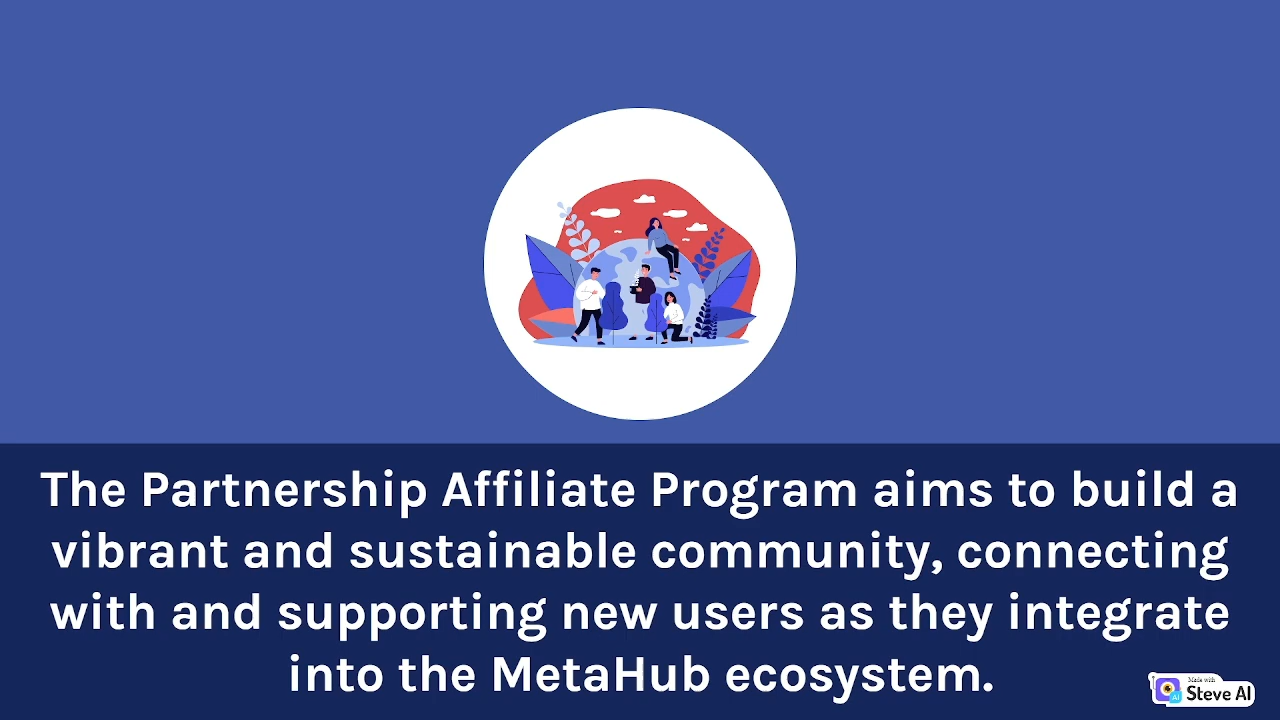 The Partnership Affiliate Program aims to build a
vibrant and sustainable community, connecting
with and supporting new users as they integrate
into the MetaHub ecosystem.
Made with
AI Steve AI